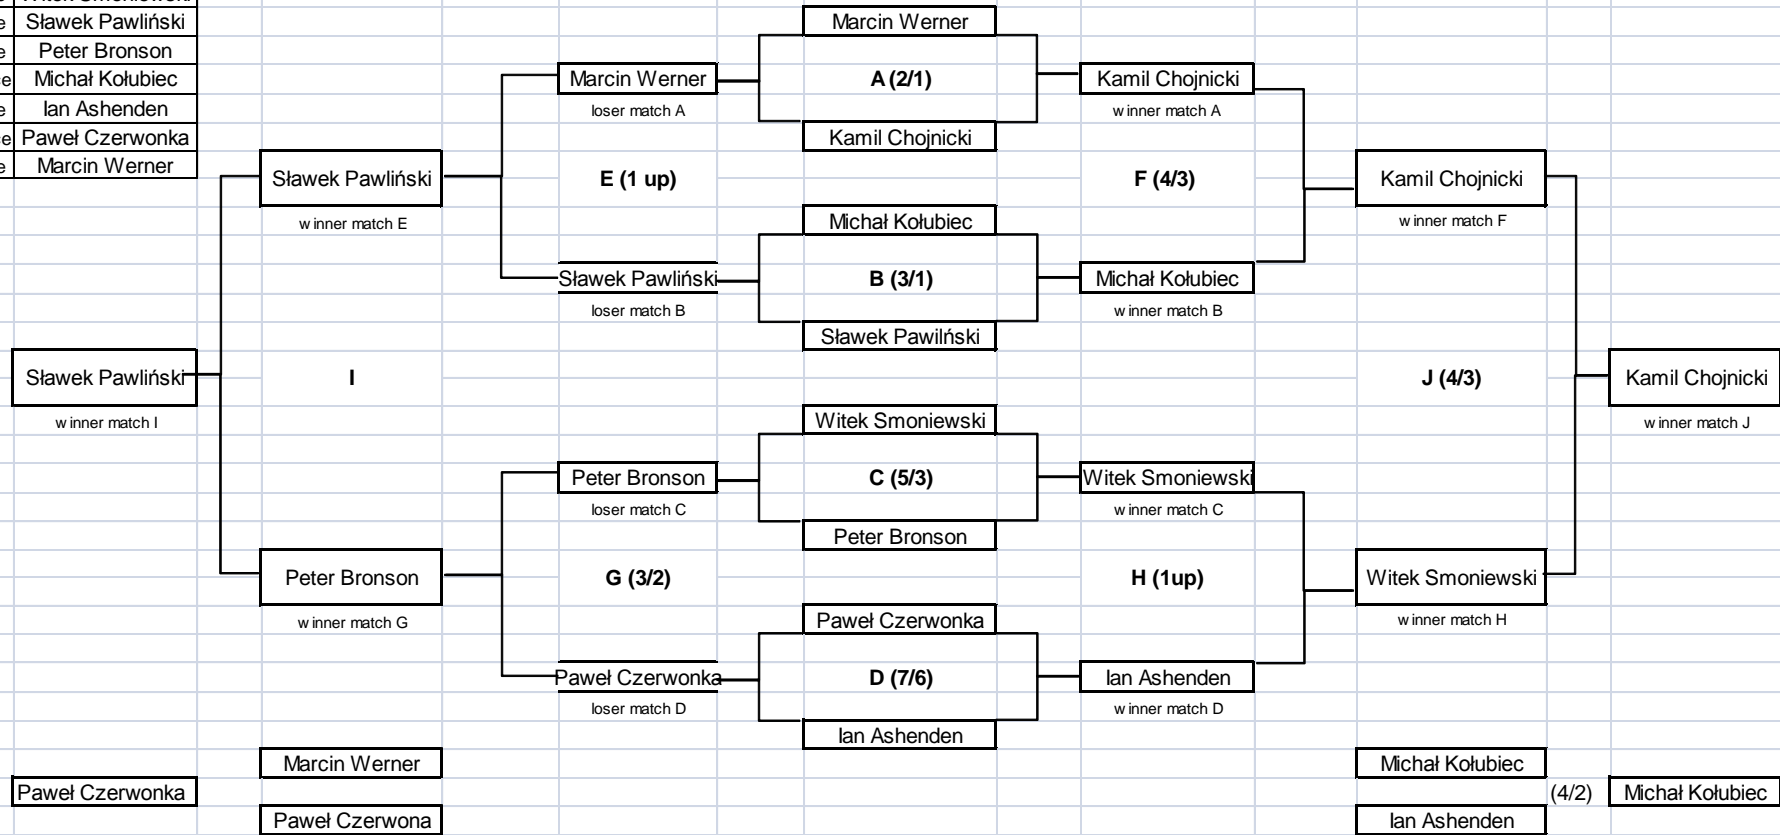 Sławek Pawliński
Peter Bronson
Michał Kołubiec
Ian Ashenden
Paweł Czerwonka
Marcin Werner
Marcin Werner
Marcin Werner
A (2/1)
Kamil Chojnicki
loser match A
winner match A
Kamil Chojnicki
Sławek Pawliński
E (1 up)
F (4/3)
Kamil Chojnicki
winner match E
Michał Kołubiec
winner match F
Sławek Pawliński
B (3/1)
Michał Kołubiec
loser match B
winner match B
Sławek Pawilński
Sławek Pawliński
I
J (4/3)
Kamil Chojnicki
winner match I
Witek Smoniewski
winner match J
Peter Bronson
C (5/3)
Witek Smoniewski
loser match C
winner match C
Peter Bronson
Peter Bronson
G (3/2)
H (1up)
Witek Smoniewski
winner match G
Paweł Czerwonka
winner match H
Paweł Czerwonka
D (7/6)
Ian Ashenden
loser match D
winner match D
Ian Ashenden
Marcin Werner
Michał Kołubiec
Paweł Czerwonka
(4/2)
Michał Kołubiec
Paweł Czerwona
Ian Ashenden